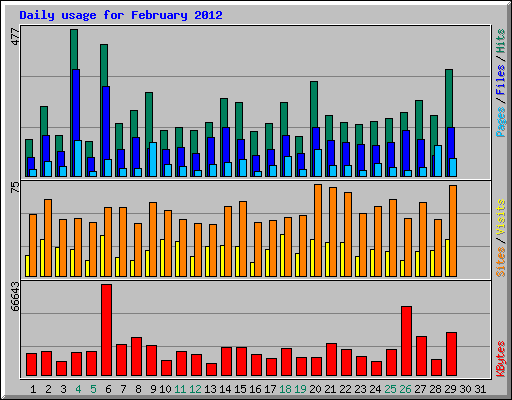 Daily usage for February 2012
477
Pages / Files / Hits
75
Sites / Visits
66643
KBytes
1 2 3 4 5 6 7 8 9 10 11 12 13 14 15 16 17 18 19 20 21 22 23 24 25 26 27 28 29 30 31